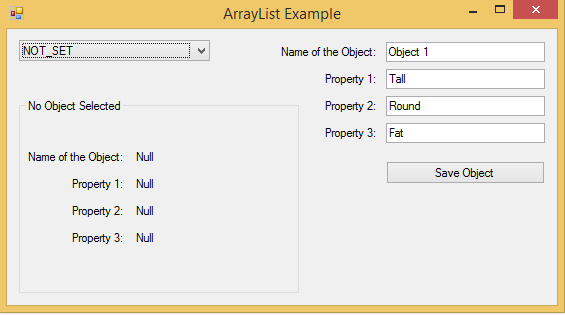 ArrayList Example
NOT_SET
Name of the Object: Object 1
Property 1: Tall
Property 2: Round
Property 3: Fat
Save Object
No Object Selected
Name of the Object: Null
Property 1: Null
Property 2: Null
Property 3: Null